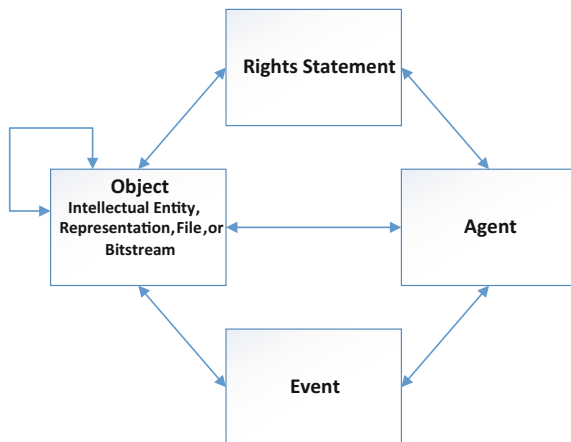 Rights Statement
Object
Intellectual Entity,
Representation, File, or
Bitstream
Agent
Event